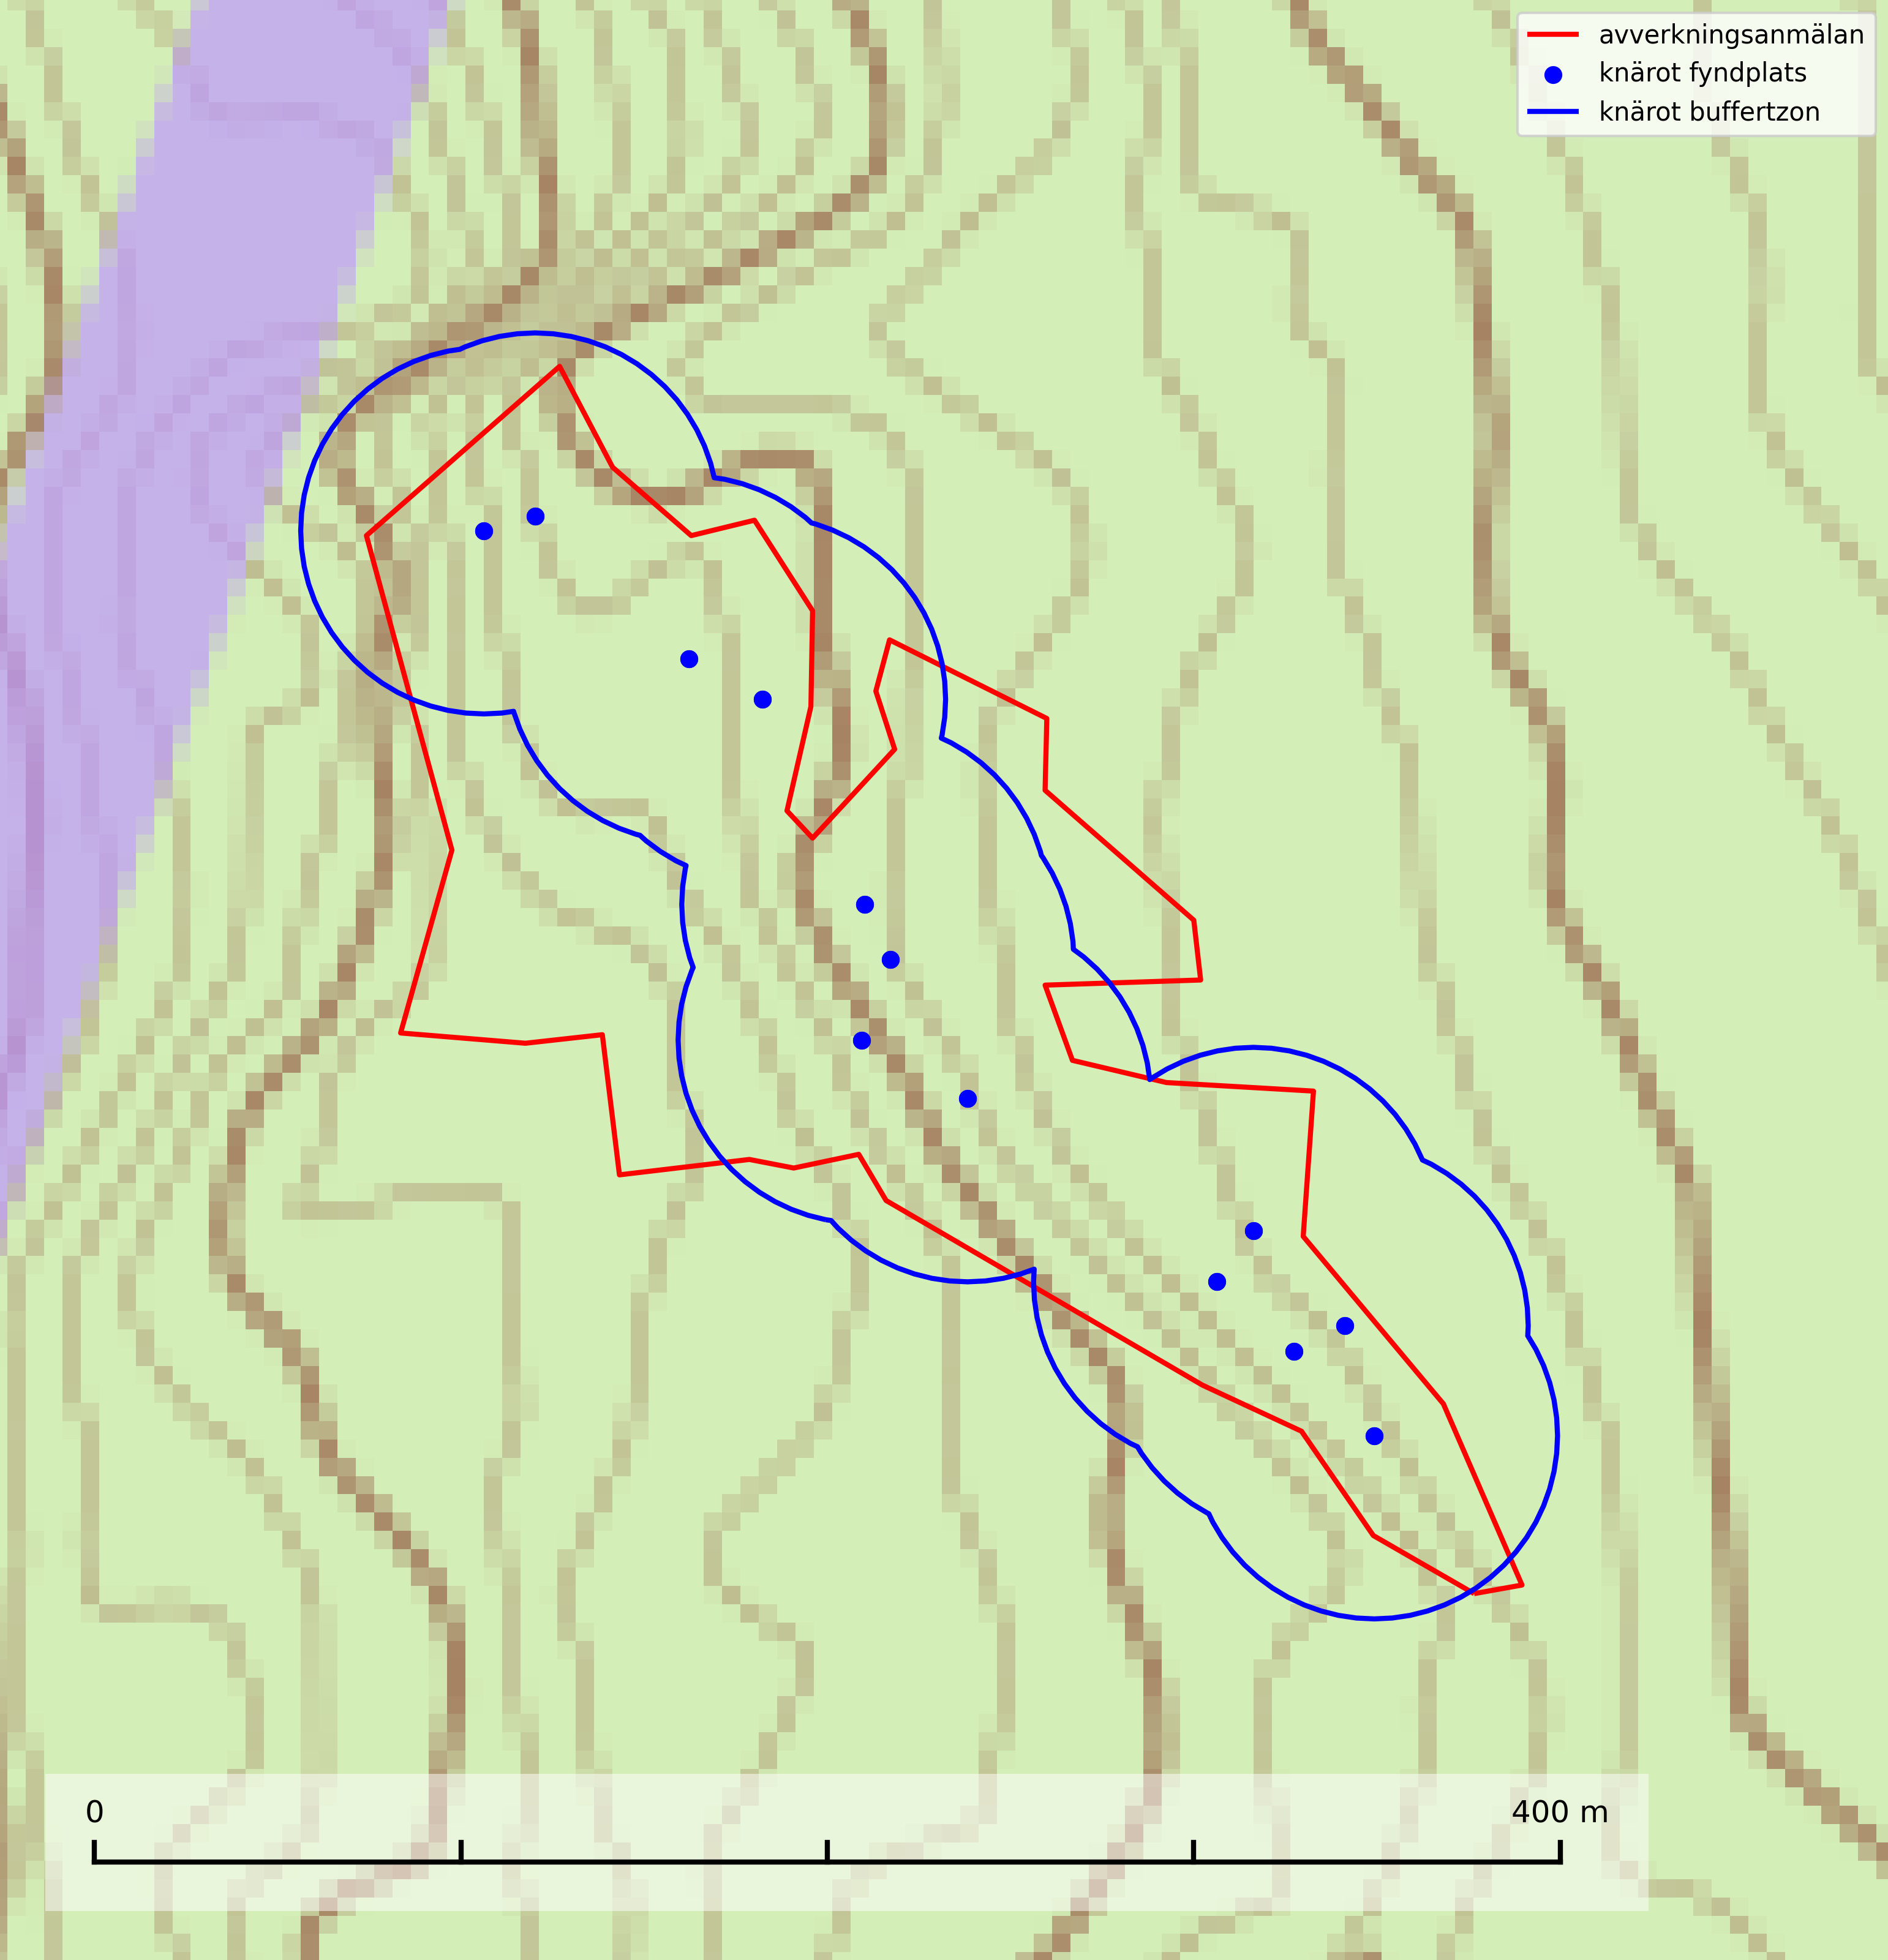 avverkningsanmälan
knärot fyndplats
knärot buffertzon
0
400 m